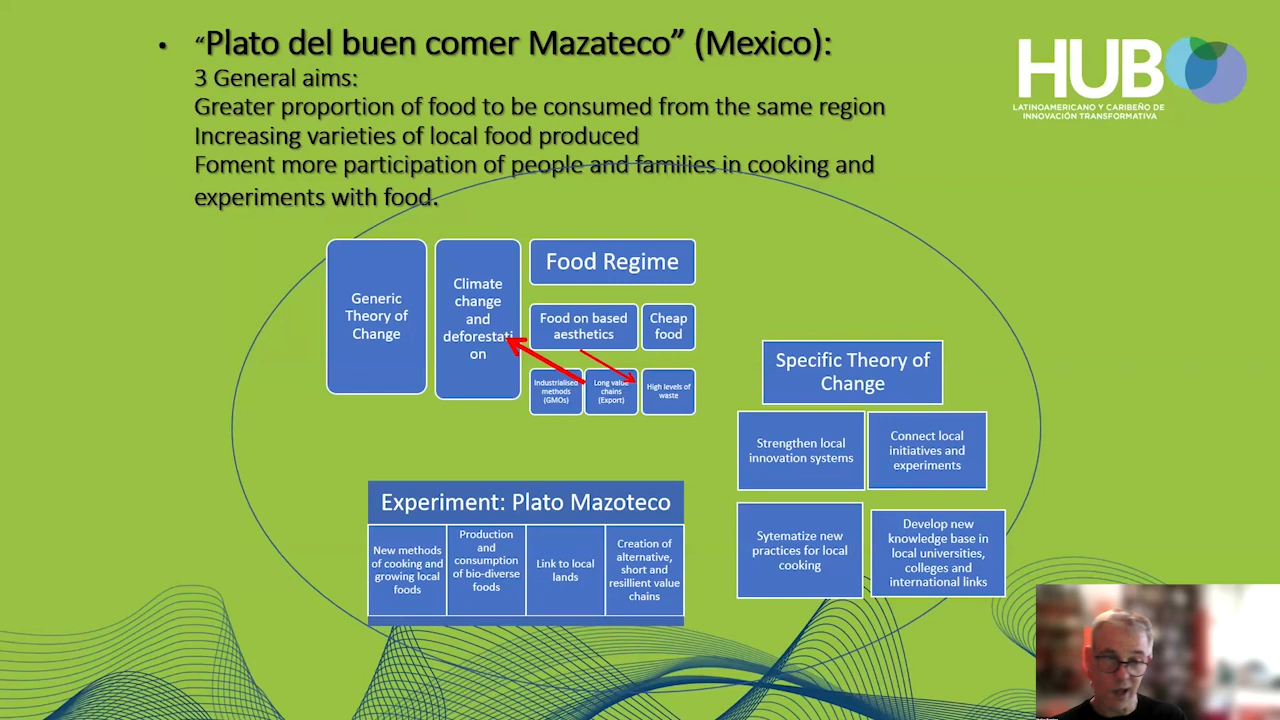 • “Plato del buen comer Mazateco” (Mexico):
3 General aims:
Greater proportion of food to be consumed from the same region
Increasing varieties of local food produced
Foment more participation of people and families in cooking and
experiments with food.
HUB
LATINOAMERICANO Y CARIBEÑO DE
INNOVACIÓN TRANSFORMATIVA
Generic
Theory of
Change
Climate
change
and
deforestati
on
Food Regime
Food on based
aesthetics
Cheap
food
Industrialised
methods
(GMOs)
Long value
chains
(Export)
High levels of
waste
Specific Theory of
Change
Strengthen local
innovation systems
Connect local
initiatives and
experiments
Sytematize new
practices for local
cooking
Develop new
knowledge base in
local universities,
colleges and
international links
Experiment: Plato Mazoteco
New methods
of cooking and
growing local
foods
Production
and
consumption
of bio-diverse
foods
Link to local
lands
Creation of
alternative,
short and
resillient value
chains